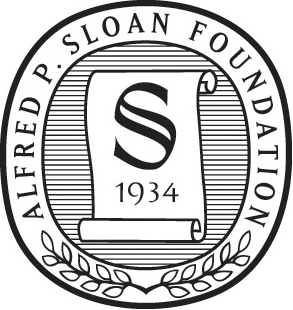 ALFRED P. SLOAN FOUNDATION
S
1934